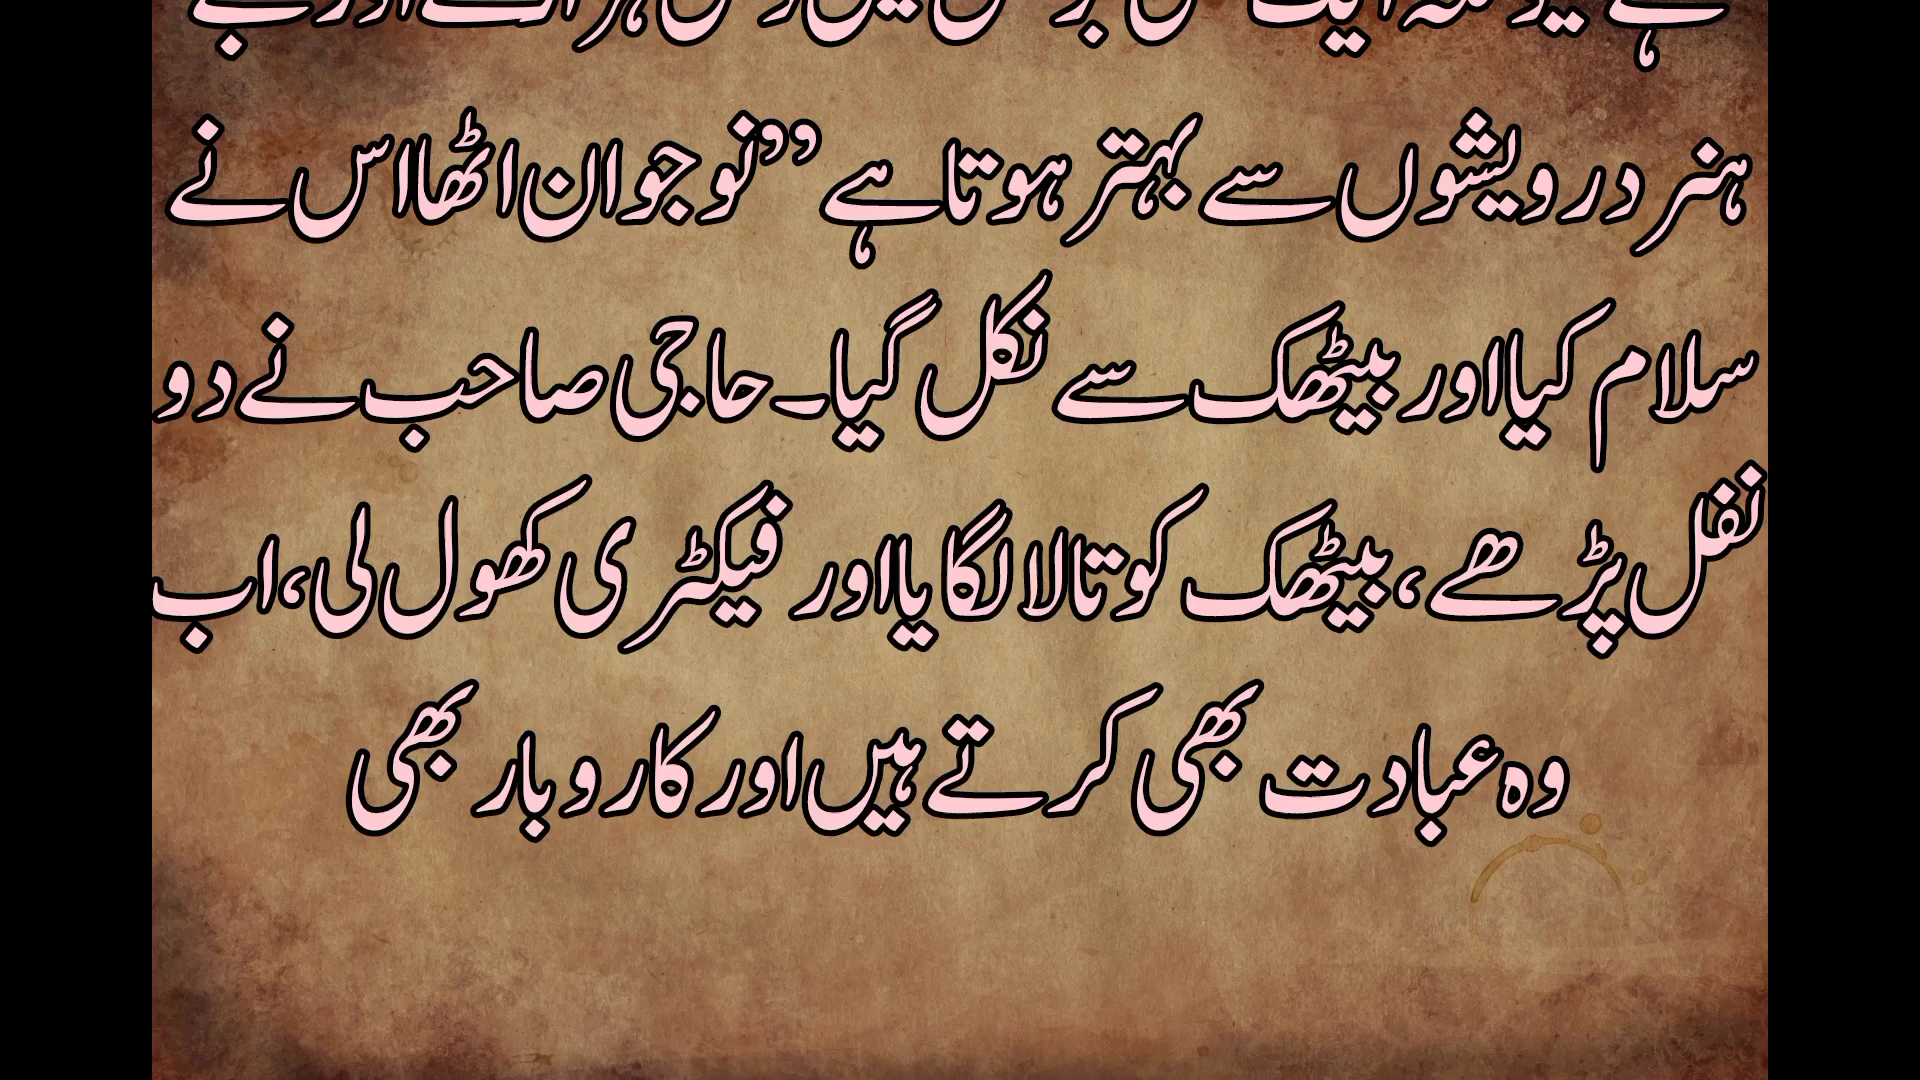 ہنر درویشوں سے بہتر ہوتا ہے ’’نوجوان اٹھا اس نے
سلام کیا اور بیٹھک سے نکل گیا۔ حاجی صاحب نے دو
نفل پڑھے، بیٹھک کو تالا لگایا اور فیکٹری کھول لی، اب
وہ عبادت بھی کرتے ہیں اور کاروبار بھی